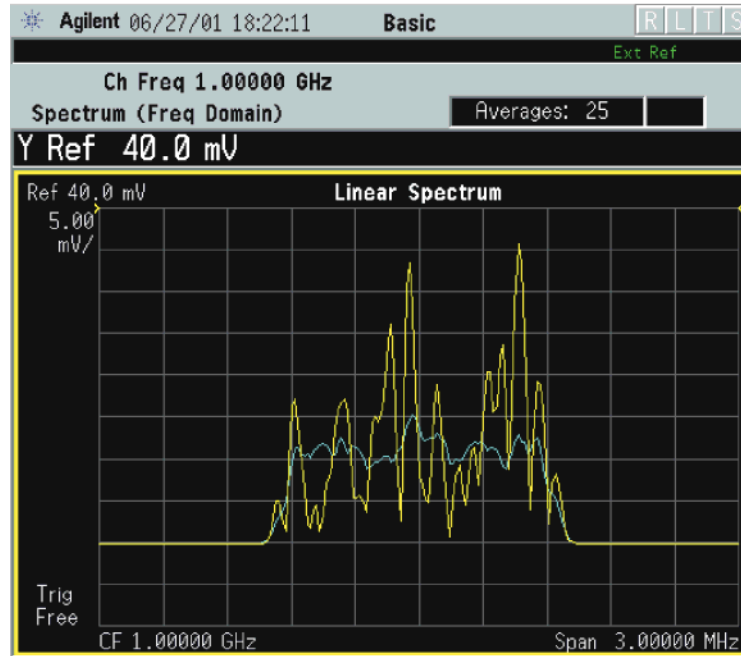 Agilent 06/27/01 18:22:11 Basic R L T S
Ext Ref
Ch Freq 1.00000 GHz
Spectrum (Freq Domain) Averages: 25
Y Ref 40.0 mV
Ref 40.0 mV Linear Spectrum
5.00
mV/
Trig
Free
CF 1.00000 GHz Span 3.00000 MHz